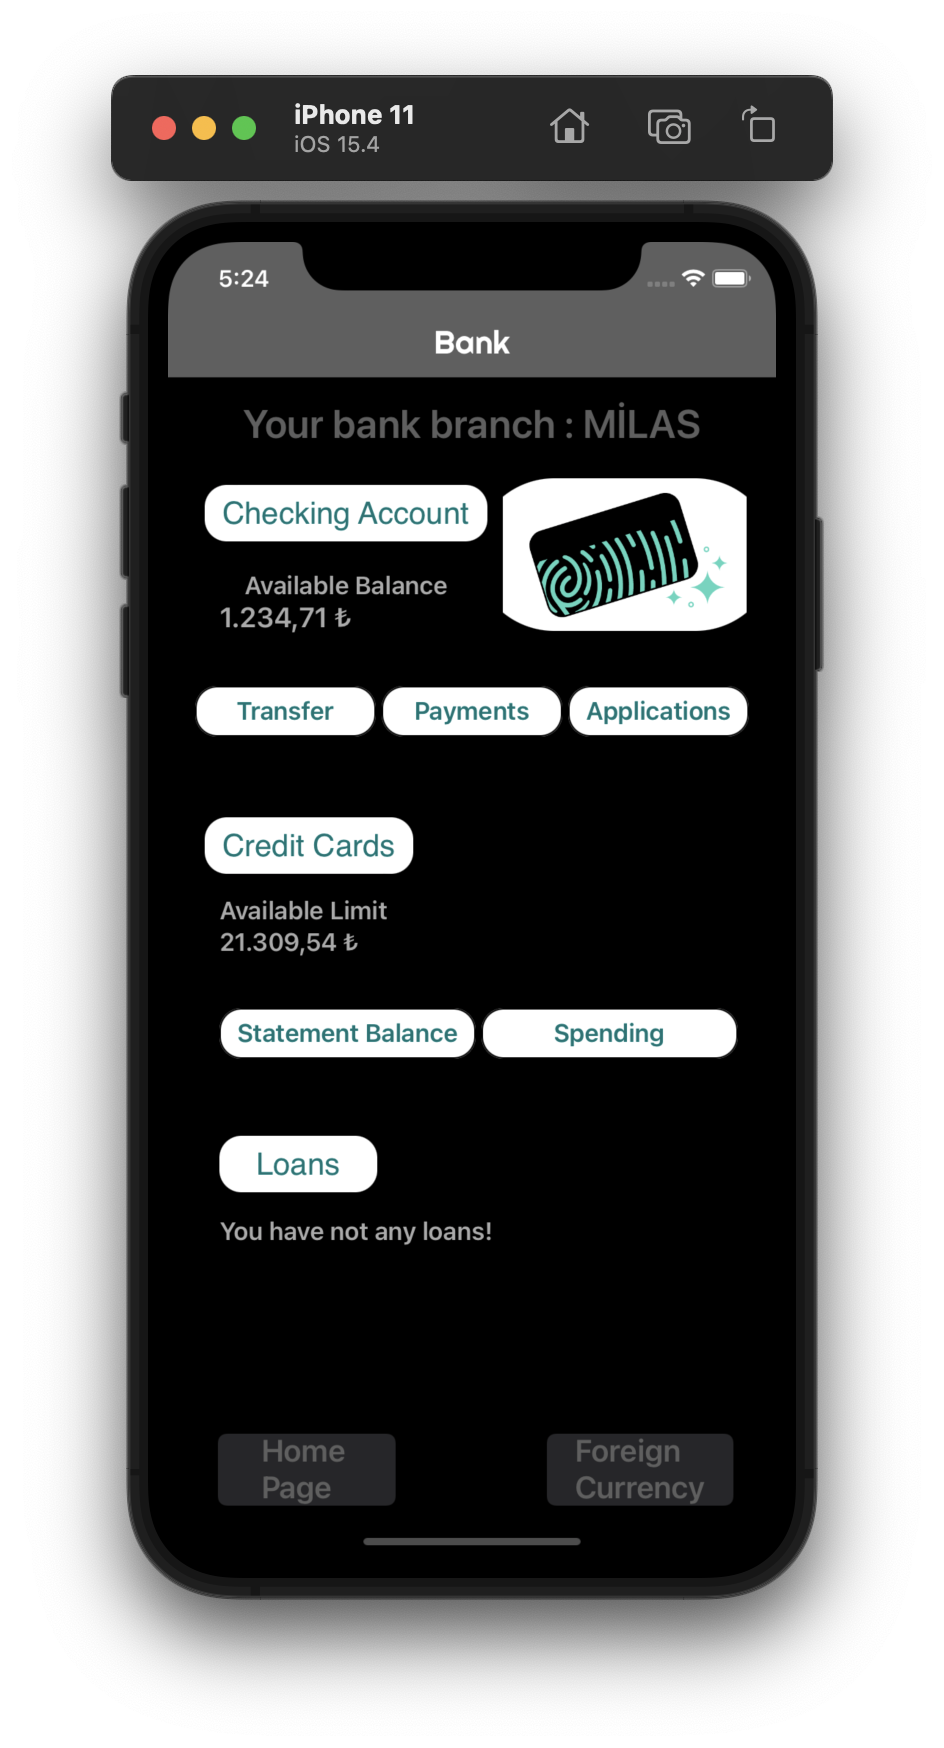 iPhone 11
iOS 15.4
5:24
Bank
Your bank branch : MİLAS
Checking Account
Available Balance
1.234,71 ₺
Transfer
Payments
Applications
Credit Cards
Available Limit
21.309,54 ₺
Statement Balance
Spending
Loans
You have not any loans!
Home
Page
Foreign
Currency